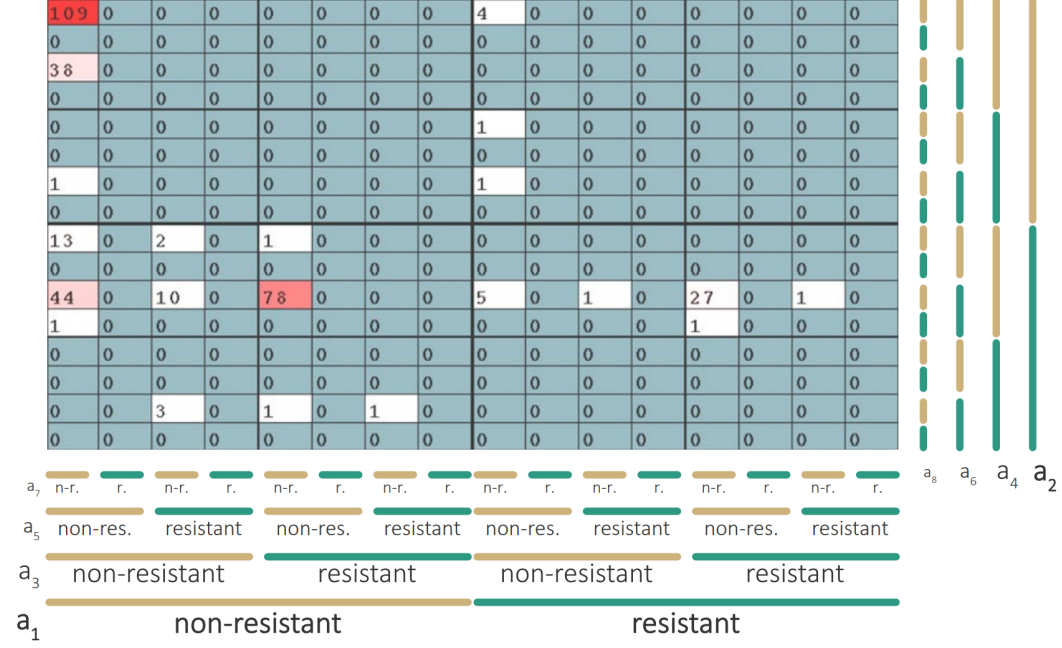 109 0 0 0 0 0 0 0 4 0 0 0 0 0 0 0
0 0 0 0 0 0 0 0 0 0 0 0 0 0 0 0
38 0 0 0 0 0 0 0 0 0 0 0 0 0 0 0
0 0 0 0 0 0 0 0 0 0 0 0 0 0 0 0
0 0 0 0 0 0 0 0 1 0 0 0 0 0 0 0
0 0 0 0 0 0 0 0 0 0 0 0 0 0 0 0
1 0 0 0 0 0 0 0 1 0 0 0 0 0 0 0
0 0 0 0 0 0 0 0 0 0 0 0 0 0 0 0
13 0 2 0 1 0 0 0 0 0 0 0 0 0 0 0
0 0 0 0 0 0 0 0 0 0 0 0 0 0 0 0
44 0 10 0 78 0 0 0 5 0 1 0 27 0 1 0
1 0 0 0 0 0 0 0 0 0 0 0 1 0 0 0
0 0 0 0 0 0 0 0 0 0 0 0 0 0 0 0
0 0 0 0 0 0 0 0 0 0 0 0 0 0 0 0
0 0 3 0 1 0 1 0 0 0 0 0 0 0 0 0
0 0 0 0 0 0 0 0 0 0 0 0 0 0 0 0
a8 a6 a4 a2
a7 n-r. r. n-r. r. n-r. r. n-r. r. n-r. r. n-r. r. n-r. r. n-r. r.
a5 non-res. resistant non-res. resistant non-res. resistant non-res. resistant
a3 non-resistant resistant non-resistant resistant
a1 non-resistant resistant